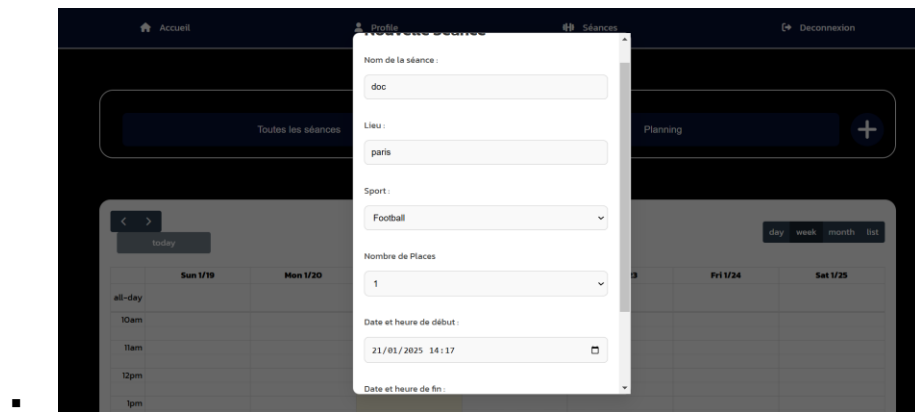 Accueil Profile Séances Deconnexion
Nouvelle Séance
Nom de la séance :
doc
Lieu :
paris
Toutes les séances Planning
Sport :
Football
today
day week month list
Nombre de Places
1
Sun 1/19 Mon 1/20 Fri 1/24 Sat 1/25
all-day
10am
Date et heure de début :
11am
21/01/2025 14:17
12pm
Date et heure de fin :
1pm